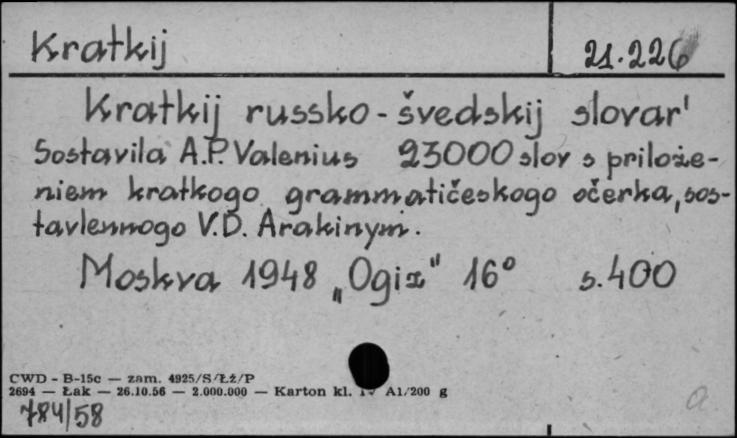 Kratkij 21.226
Kratkij russko-švedskij slovar'
Sostavila A.P. Valenius 23000 slov s priloże-
niem kratkogo grammatičeskogo očerka, sos-
tavlennogo V.D. Arakinym.
Moskva 1948 „Ogiz" 16° s.400
CWD - B-15c — zam. 4925/S/Łż/P
2694 — Łak — 26.10.56 — 2.000.000 — Karton kl. A1/200 g
784/58
a